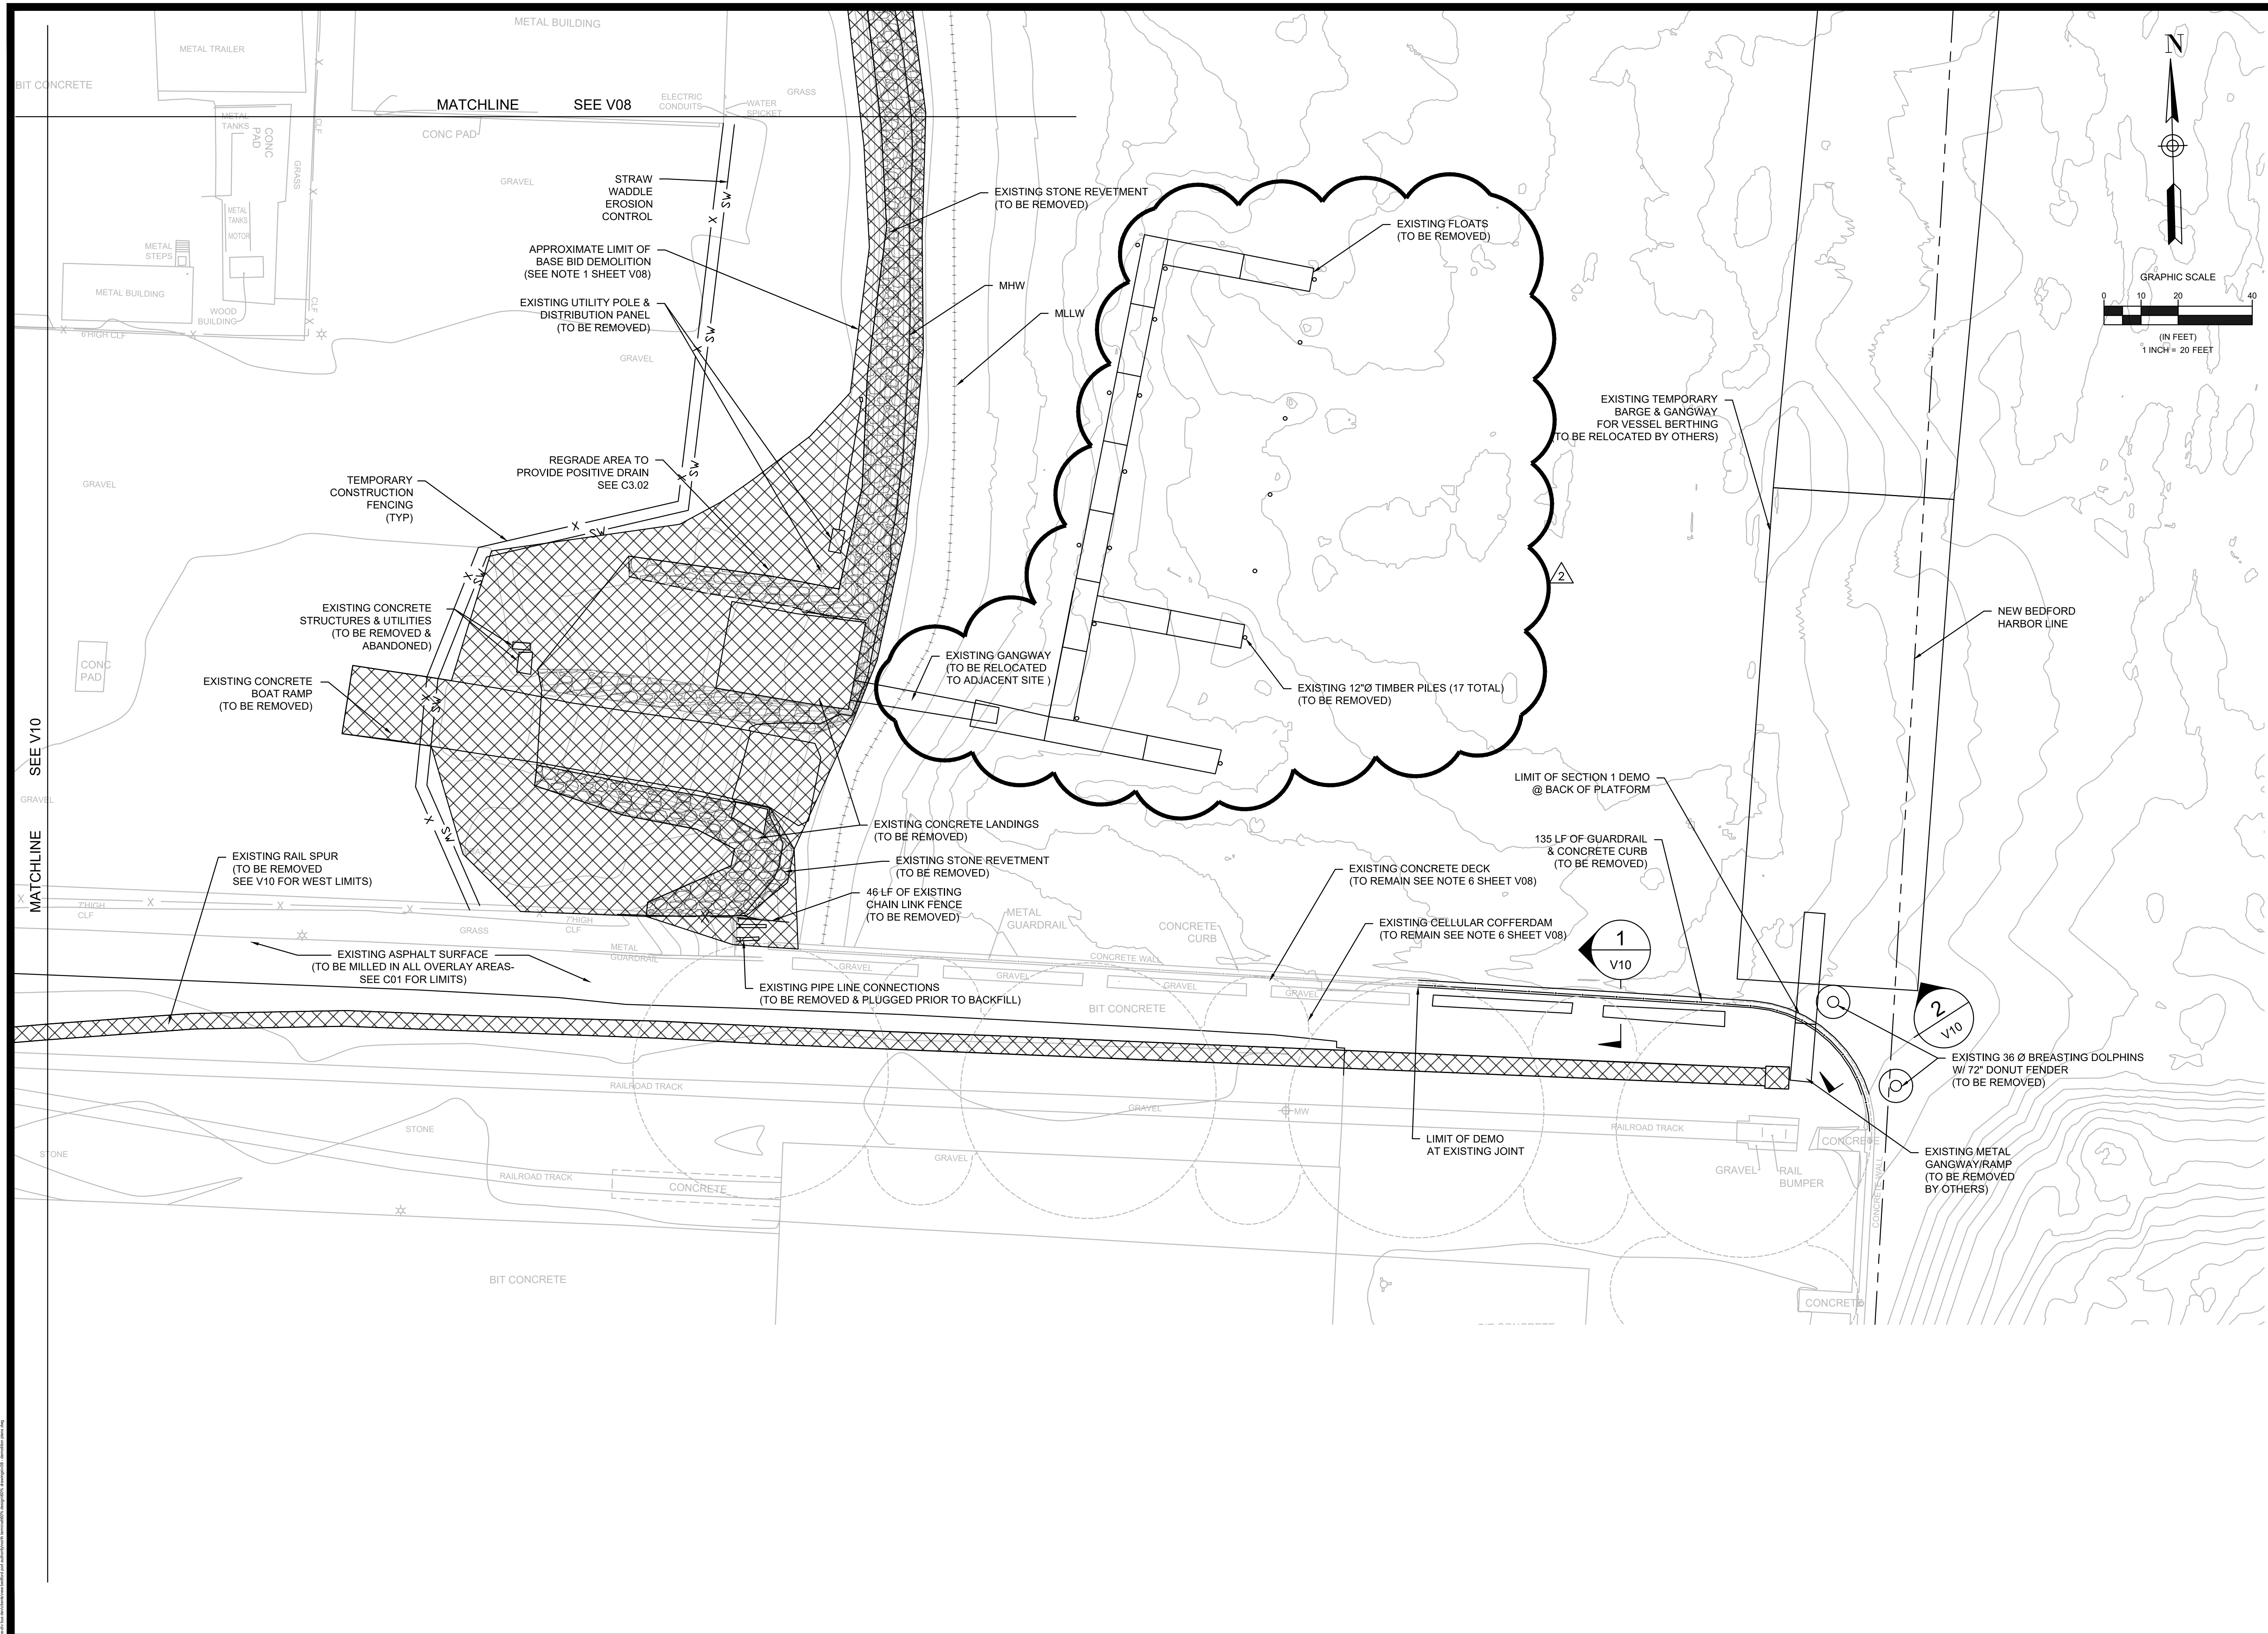 METAL BUILDING
METAL TRAILER
BIT CONCRETE
MATCHLINE SEE V08
ELECTRIC
CONDUITS
WATER
SPICKET
GRASS
METAL
TANKS
CONC
PAD
CLF
CONC PAD
GRASS
GRAVEL
METAL
TANKS
MOTOR
METAL
STEPS
METAL BUILDING
WOOD
BUILDING
CLF
6'HIGH CLF
GRAVEL
STRAW
WADDLE
EROSION
CONTROL
APPROXIMATE LIMIT OF
BASE BID DEMOLITION
(SEE NOTE 1 SHEET V08)
EXISTING UTILITY POLE &
DISTRIBUTION PANEL
(TO BE REMOVED)
EXISTING STONE REVETMENT
(TO BE REMOVED)
MHW
MLLW
EXISTING FLOATS
(TO BE REMOVED)
N
GRAPHIC SCALE
0 10 20 40
(IN FEET)
1 INCH = 20 FEET
EXISTING TEMPORARY
BARGE & GANGWAY
FOR VESSEL BERTHING
(TO BE RELOCATED BY OTHERS)
REGRADE AREA TO
PROVIDE POSITIVE DRAIN
SEE C3.02
TEMPORARY
CONSTRUCTION
FENCING
(TYP)
GRAVEL
X
SW
X
SW
X
SW
X
SW
X
SW
X
SW
X
SW
2
NEW BEDFORD
HARBOR LINE
EXISTING CONCRETE
STRUCTURES & UTILITIES
(TO BE REMOVED &
ABANDONED)
CONC
PAD
EXISTING CONCRETE
BOAT RAMP
(TO BE REMOVED)
EXISTING GANGWAY
(TO BE RELOCATED
TO ADJACENT SITE )
EXISTING 12"Ø TIMBER PILES (17 TOTAL)
(TO BE REMOVED)
MATCHLINE SEE V10
GRAVEL
LIMIT OF SECTION 1 DEMO
@ BACK OF PLATFORM
EXISTING CONCRETE LANDINGS
(TO BE REMOVED)
135 LF OF GUARDRAIL
& CONCRETE CURB
(TO BE REMOVED)
EXISTING RAIL SPUR
(TO BE REMOVED
SEE V10 FOR WEST LIMITS)
EXISTING STONE REVETMENT
(TO BE REMOVED)
EXISTING CONCRETE DECK
(TO REMAIN SEE NOTE 6 SHEET V08)
46 LF OF EXISTING
CHAIN LINK FENCE
(TO BE REMOVED)
7'HIGH
CLF
7'HIGH
CLF
GRASS
METAL
GUARDRAIL
METAL
GUARDRAIL
CONCRETE
CURB
EXISTING CELLULAR COFFERDAM
(TO REMAIN SEE NOTE 6 SHEET V08)
1
V10
EXISTING ASPHALT SURFACE
(TO BE MILLED IN ALL OVERLAY AREAS-
SEE C01 FOR LIMITS)
CONCRETE WALL
GRAVEL
GRAVEL
GRAVEL
GRAVEL
EXISTING PIPE LINE CONNECTIONS
(TO BE REMOVED & PLUGGED PRIOR TO BACKFILL)
BIT CONCRETE
2
V10
EXISTING 36 Ø BREASTING DOLPHINS
W/ 72" DONUT FENDER
(TO BE REMOVED)
RAILROAD TRACK
GRAVEL
MW
STONE
STONE
RAILROAD TRACK
LIMIT OF DEMO
AT EXISTING JOINT
CONCRETE
EXISTING METAL
GANGWAY/RAMP
(TO BE REMOVED
BY OTHERS)
GRAVEL
RAILROAD TRACK
CONCRETE
GRAVEL
RAIL
BUMPER
CONCRETE WALL
BIT CONCRETE
CONCRETE